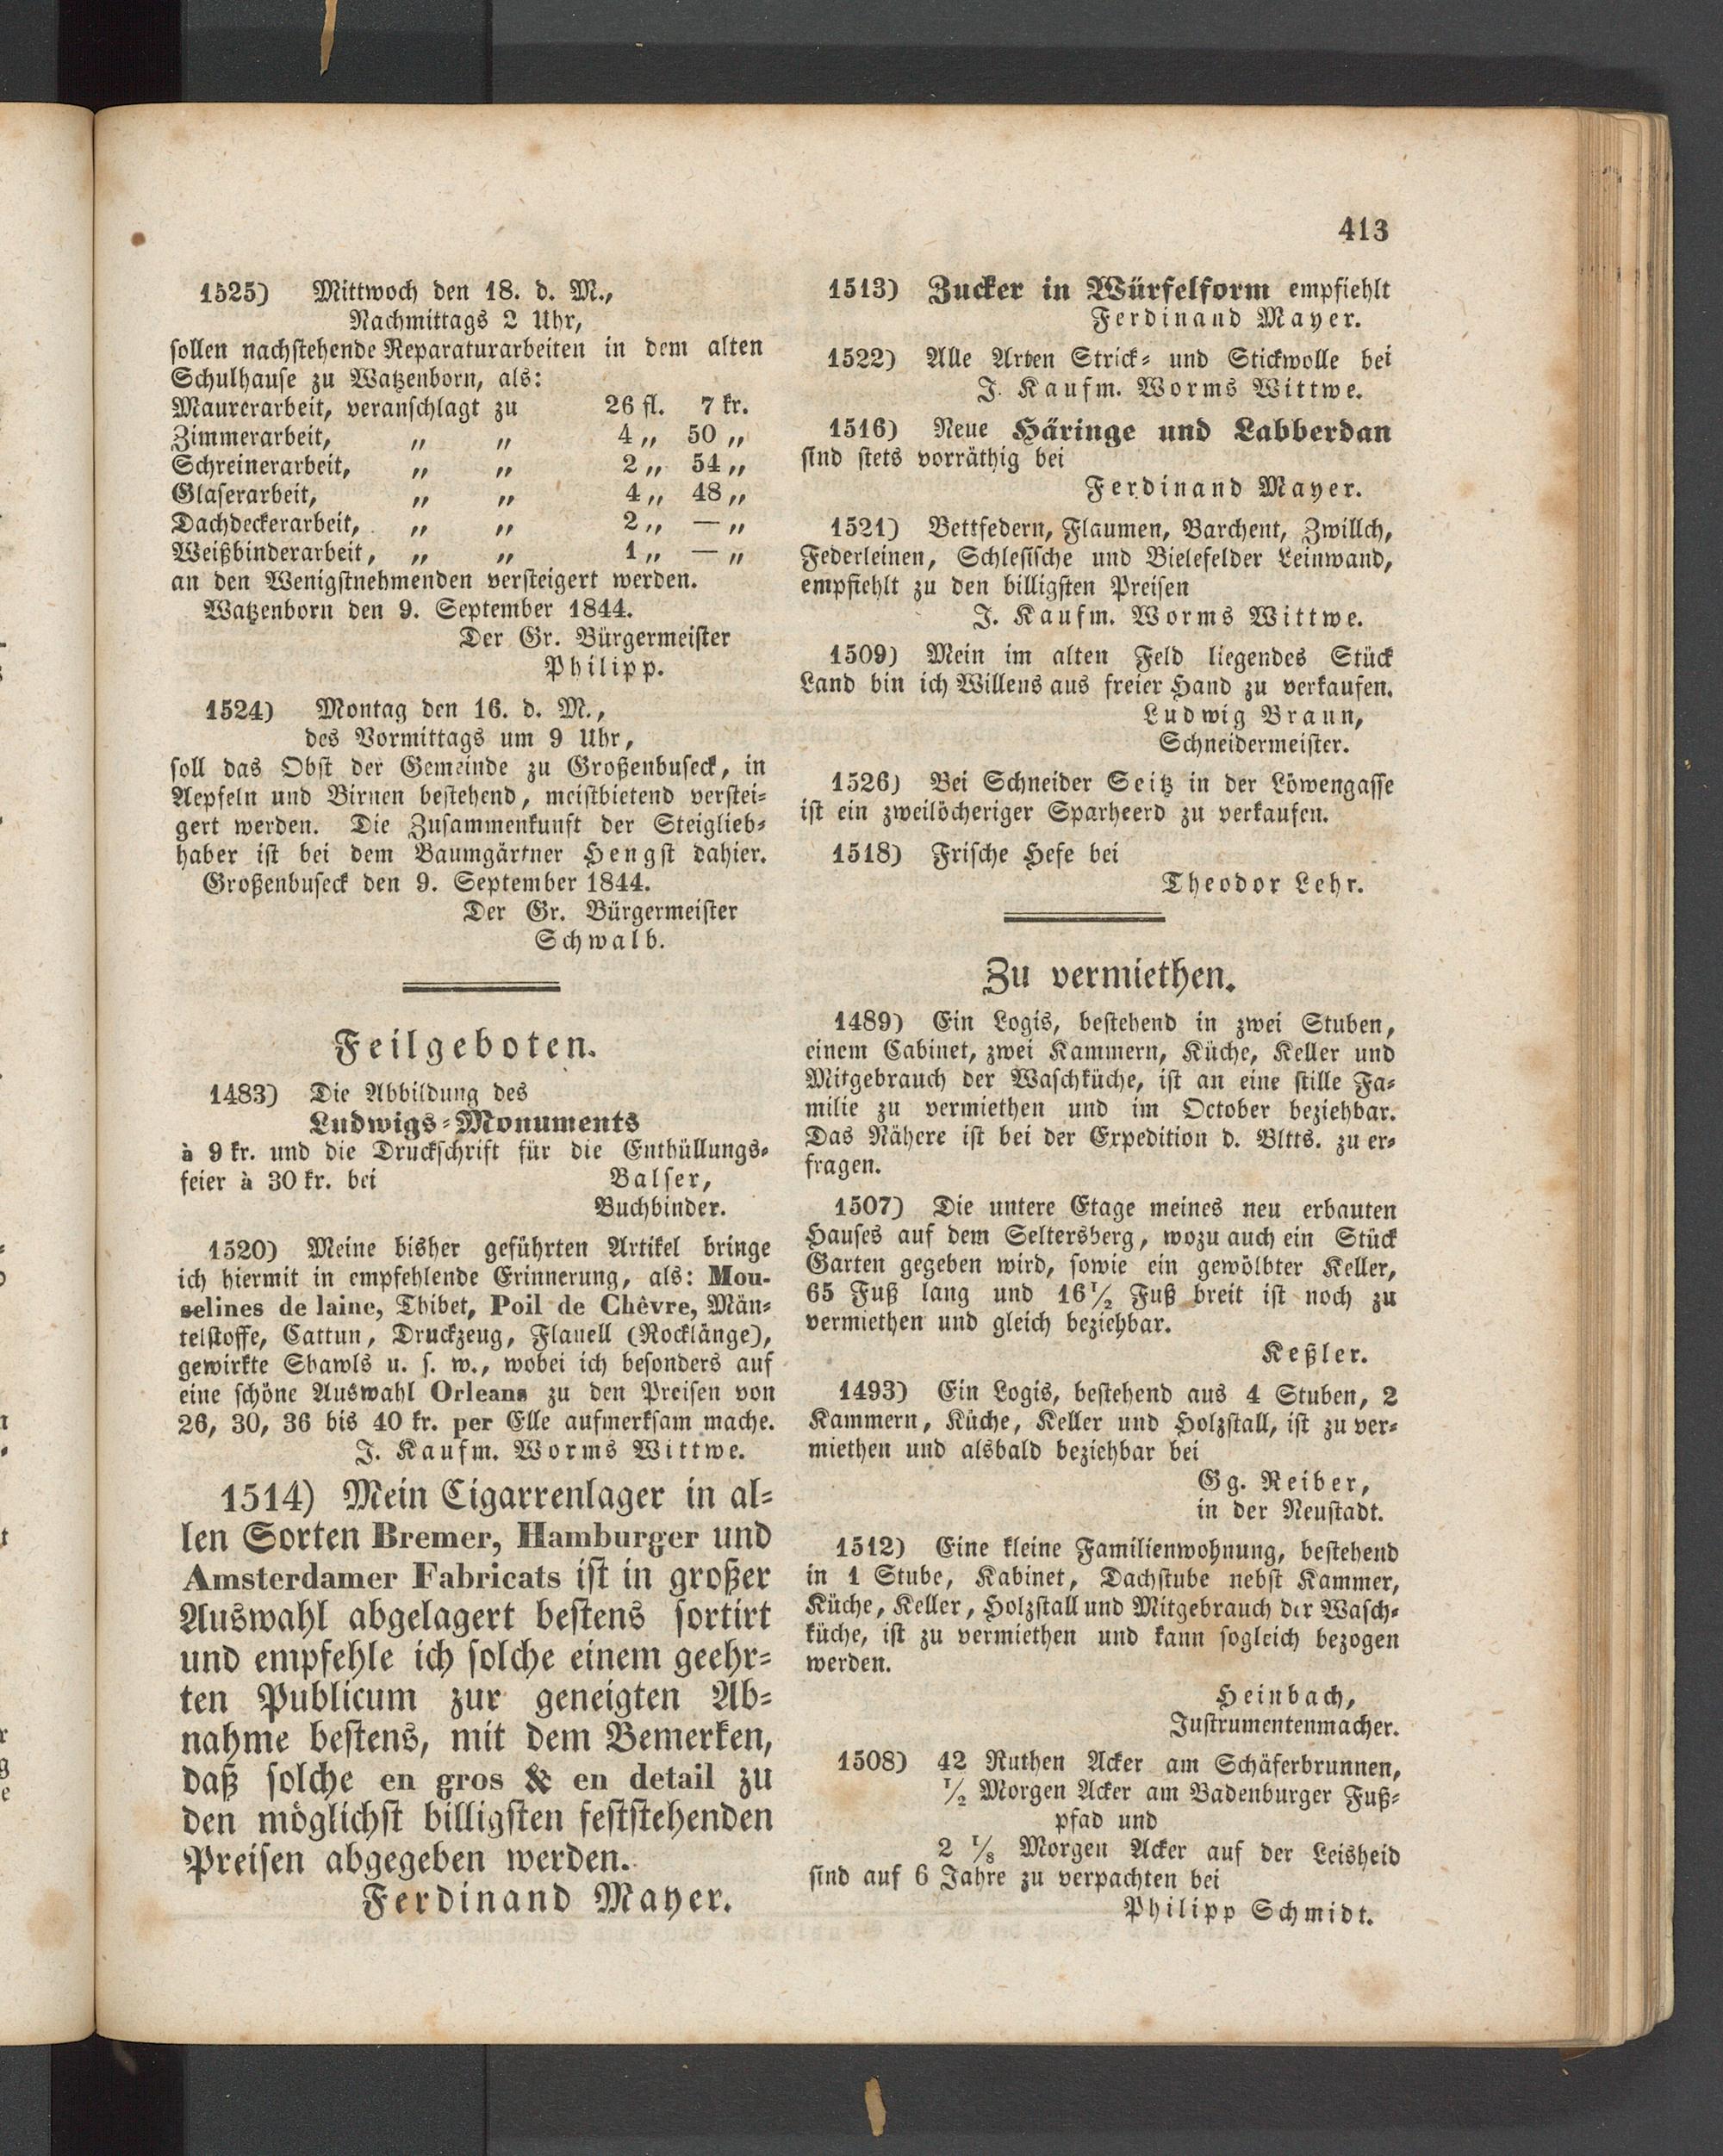 413
1525) Mittwoch den 18. d. M.,
Nachmittags 2 Uhr,
sollen nachstehende Reparaturarbeiten in dem alten
Schulhause zu Watzenborn, als:
Maurerarbeit, veranschlagt zu 26 fl. 7 kr.
Zimmerarbeit, „ „ 4 „ 50 „
Schreinerarbeit, „ „ 2 „ 54 „
Glaserarbeit, „ „ 4 „ 48 „
Dachdeckerarbeit, „ „ 2 „ — „
Weißbinderarbeit, „ „ 1 „ — „
an den Wenigstnehmenden versteigert werden.
Watzenborn den 9. September 1844.
Der Gr. Bürgermeister
Philipp.
1524) Montag den 16. d. M.,
des Vormittags um 9 Uhr,
soll das Obst der Gemeinde zu Großenbuseck, in
Aepfeln und Birnen bestehend, meistbietend verstei-
gert werden. Die Zusammenkunft der Steiglieb-
haber ist bei dem Baumgärtner Hengst dahier.
Großenbuseck den 9. September 1844.
Der Gr. Bürgermeister
Schwalb.
Feilgeboten.
1483) Die Abbildung des
Ludwigs-Monuments
à 9 kr. und die Druckschrift für die Enthüllungs-
feier à 30 kr. bei Balser,
Buchbinder.
1520) Meine bisher geführten Artikel bringe
ich hiermit in empfehlende Erinnerung, als: Mou-
selines de laine, Thibet, Poil de Chêvre, Män-
telstoffe, Cattun, Druckzeug, Flanell (Rocklänge),
gewirkte Shawls u. s. w., wobei ich besonders auf
eine schöne Auswahl Orleans zu den Preisen von
26, 30, 36 bis 40 kr. per Elle aufmerksam mache.
J. Kaufm. Worms Wittwe.
1514) Mein Cigarrenlager in al-
len Sorten Bremer, Hamburger und
Amsterdamer Fabricats ist in großer
Auswahl abgelagert bestens sortirt
und empfehle ich solche einem geehr-
ten Publicum zur geneigten Ab-
nahme bestens, mit dem Bemerken,
daß solche en gros & en detail zu
den möglichst billigsten feststehenden
Preisen abgegeben werden.
Ferdinand Mayer.
1513) Zucker in Würfelform empfiehlt
Ferdinand Mayer.
1522) Alle Arten Strick- und Stickwolle bei
J. Kaufm. Worms Wittwe.
1516) Neue Häringe und Labberdan
sind stets vorräthig bei
Ferdinand Mayer.
1521) Bettfedern, Flaumen, Barchent, Zwillch,
Federleinen, Schlesische und Bielefelder Leinwand,
empfiehlt zu den billigsten Preisen
J. Kaufm. Worms Wittwe.
1509) Mein im alten Feld liegendes Stück
Land bin ich Willens aus freier Hand zu verkaufen.
Ludwig Braun,
Schneidermeister.
1526) Bei Schneider Seitz in der Löwengasse
ist ein zweilöcheriger Sparheerd zu verkaufen.
1518) Frische Hefe bei
Theodor Lehr.
Zu vermiethen.
1489) Ein Logis, bestehend in zwei Stuben,
einem Cabinet, zwei Kammern, Küche, Keller und
Mitgebrauch der Waschküche, ist an eine stille Fa-
milie zu vermiethen und im October beziehbar.
Das Nähere ist bei der Expedition d. Bltts. zu er-
fragen.
1507) Die untere Etage meines neu erbauten
Hauses auf dem Seltersberg, wozu auch ein Stück
Garten gegeben wird, sowie ein gewölbter Keller,
65 Fuß lang und 16 1/2 Fuß breit ist noch zu
vermiethen und gleich beziehbar.
Keßler.
1493) Ein Logis, bestehend aus 4 Stuben, 2
Kammern, Küche, Keller und Holzstall, ist zu ver-
miethen und alsbald beziehbar bei
Gg. Reiber,
in der Neustadt.
1512) Eine kleine Familienwohnung, bestehend
in 1 Stube, Kabinet, Dachstube nebst Kammer,
Küche, Keller, Holzstall und Mitgebrauch der Wasch-
küche, ist zu vermiethen und kann sogleich bezogen
werden.
Heinbach,
Instrumentenmacher.
1508) 42 Ruthen Acker am Schäferbrunnen,
1/2 Morgen Acker am Badenburger Fuß-
pfad und
2 1/8 Morgen Acker auf der Leisheid
sind auf 6 Jahre zu verpachten bei
Philipp Schmidt.